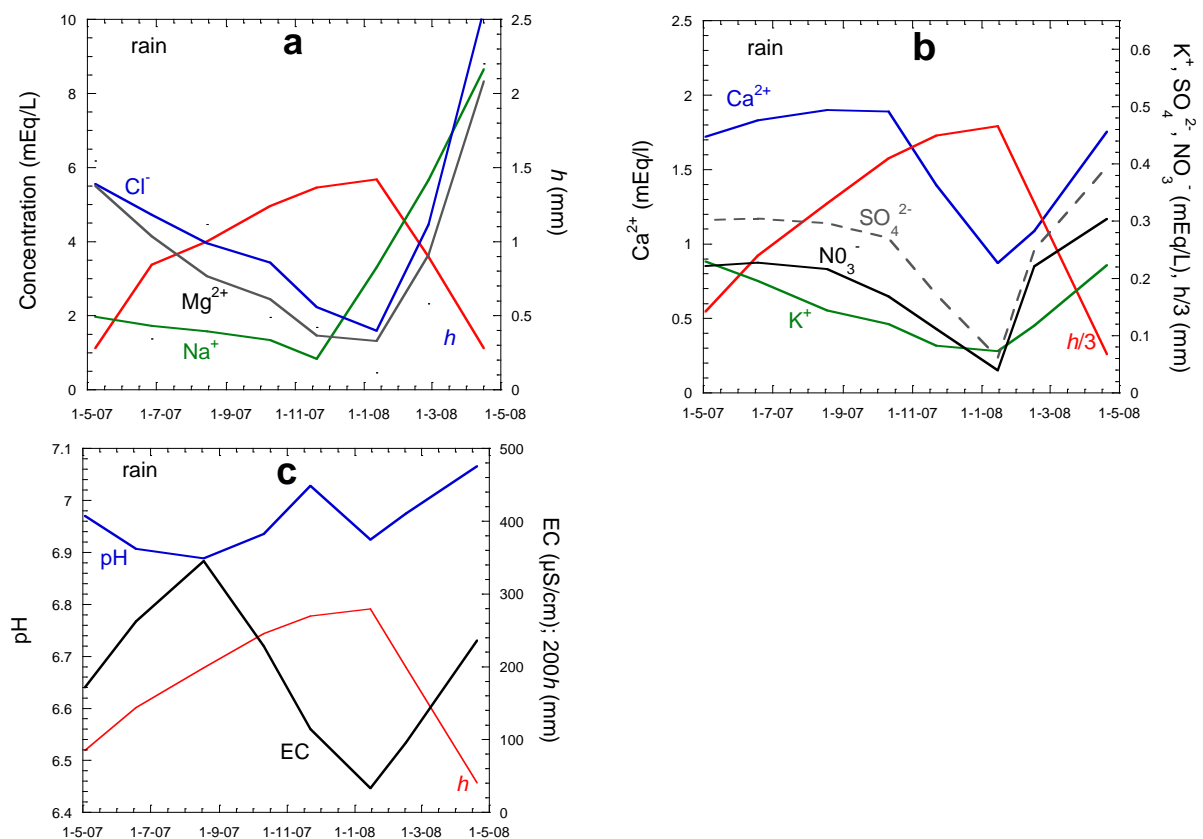 a
rain
Concentration (mEq/L)
10
8
6
4
2
0
2.5
2
1.5
1
0.5
0
h (mm)
Cl-
Mg2+
Na+
h
1-5-07 1-7-07 1-9-07 1-11-07 1-1-08 1-3-08 1-5-08
b
rain
Ca2+ (mEq/l)
2.5
2
1.5
1
0.5
0
0.6
0.5
0.4
0.3
0.2
0.1
0
K+, SO42-, NO3- (mEq/L), h/3 (mm)
Ca2+
SO42-
N03-
K+
h/3
1-5-07 1-7-07 1-9-07 1-11-07 1-1-08 1-3-08 1-5-08
c
rain
pH
7.1
7
6.9
6.8
6.7
6.6
6.5
6.4
500
400
300
200
100
0
EC (µS/cm); 200h (mm)
pH
EC
h
1-5-07 1-7-07 1-9-07 1-11-07 1-1-08 1-3-08 1-5-08